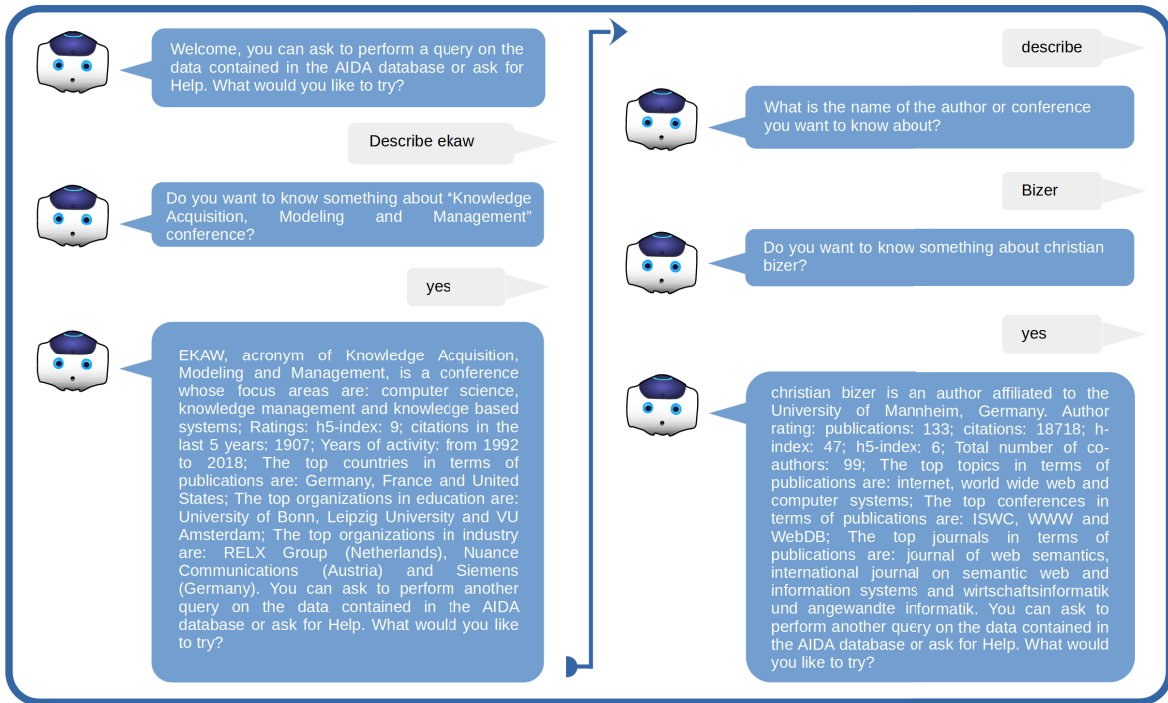 Welcome, you can ask to perform a query on the
data contained in the AIDA database or ask for
Help. What would you like to try?
Describe ekaw
Do you want to know something about “Knowledge
Acquisition, Modeling and Management”
conference?
yes
EKAW, acronym of Knowledge Acquisition,
Modeling and Management, is a conference
whose focus areas are: computer science,
knowledge management and knowledge based
systems; Ratings: h5-index: 9; citations in the
last 5 years: 1907; Years of activity: from 1992
to 2018; The top countries in terms of
publications are: Germany, France and United
States; The top organizations in education are:
University of Bonn, Leipzig University and VU
Amsterdam; The top organizations in industry
are: RELX Group (Netherlands), Nuance
Communications (Austria) and Siemens
(Germany). You can ask to perform another
query on the data contained in the AIDA
database or ask for Help. What would you like
to try?
describe
What is the name of the author or conference
you want to know about?
Bizer
Do you want to know something about christian
bizer?
yes
christian bizer is an author affiliated to the
University of Mannheim, Germany. Author
rating: publications: 133; citations: 18718; h-
index: 47; h5-index: 6; Total number of co-
authors: 99; The top topics in terms of
publications are: internet, world wide web and
computer systems; The top conferences in
terms of publications are: ISWC, WWW and
WebDB; The top journals in terms of
publications are: journal of web semantics,
international journal on semantic web and
information systems and wirtschaftsinformatik
und angewandte informatik. You can ask to
perform another query on the data contained in
the AIDA database or ask for Help. What would
you like to try?